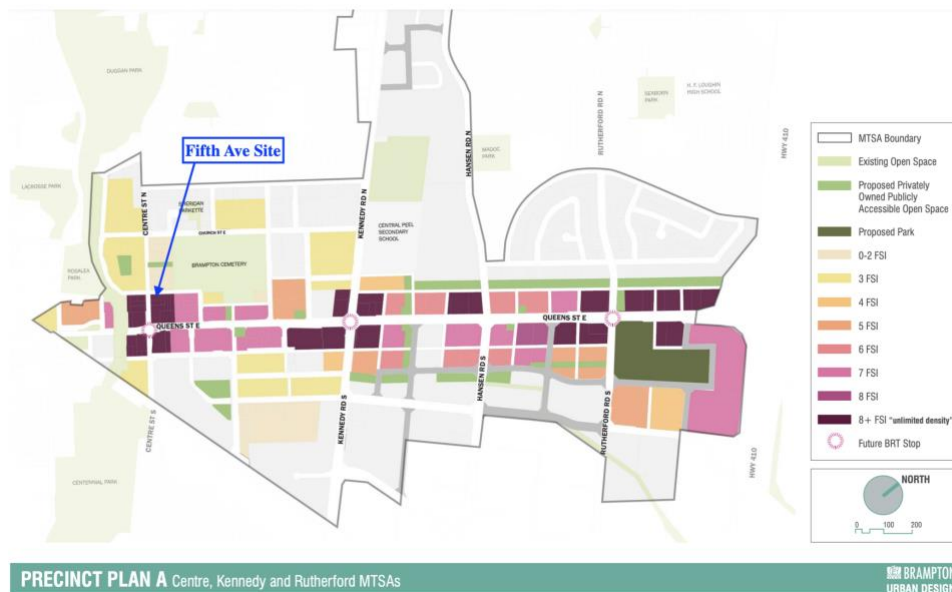 DUGGAN PARK
Fifth Ave Site
LACROSSE PARK
CENTRE ST N
SHERIDAN
PARKETTE
CHURCH ST E
ROSALEA
PARK
BRAMPTON CEMETERY
QUEENS ST E
CENTRE ST S
CENTENNIAL PARK
KENNEDY RD N
CENTRAL PEEL
SECONDARY
SCHOOL
KENNEDY RD S
HANSEN RD N
MADOC
PARK
HANSEN RD S
QUEENS ST E
RUTHERFORD RD N
RUTHERFORD RD S
PARK
HIGH SCHOOL
HWY 410
HWY 410
MTSA Boundary
Existing Open Space
Proposed Privately
Owned Publicly
Accessible Open Space
Proposed Park
0-2 FSI
3 FSI
4 FSI
5 FSI
6 FSI
7 FSI
8 FSI
8+ FSI "unlimited density"
Future BRT Stop
NORTH
0 100 200
PRECINCT PLAN A Centre, Kennedy and Rutherford MTSAs
BRAMPTON
URBAN DESIGN